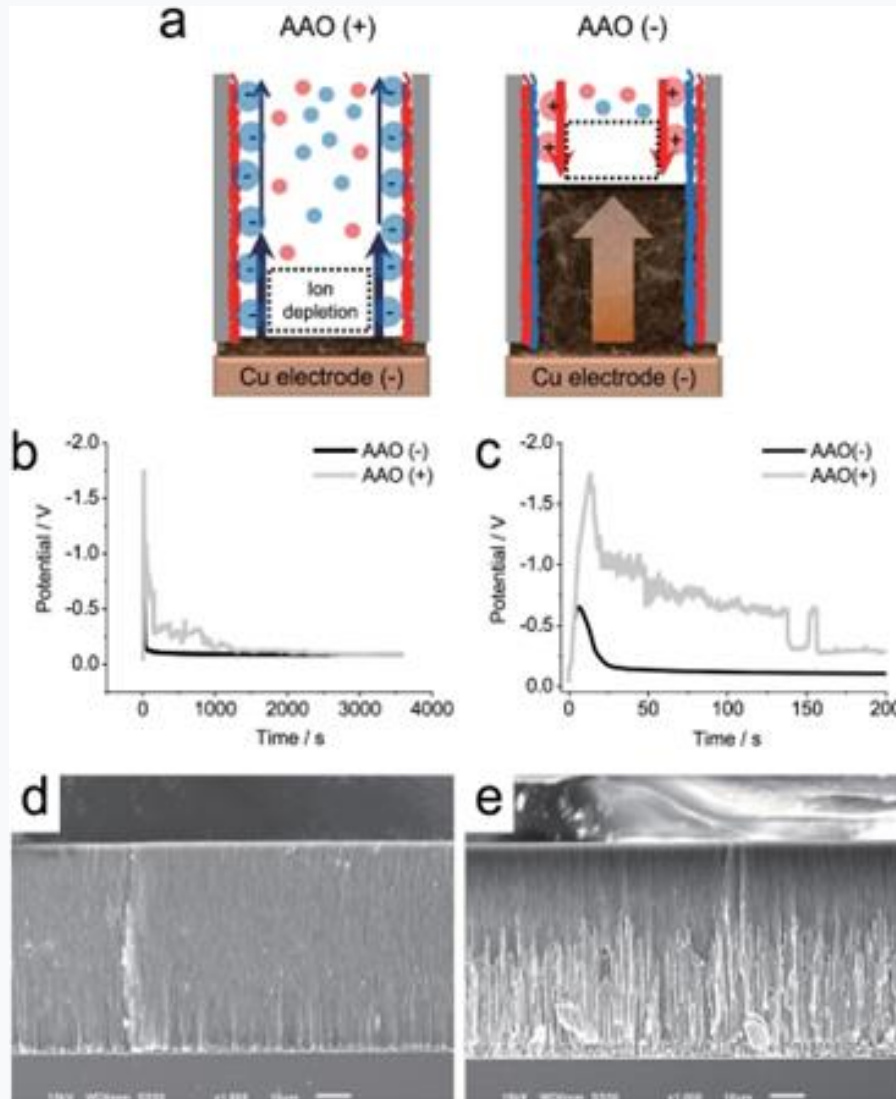 a
AAO (+)
AAO (-)
Ion
depletion
Cu electrode (-)
Cu electrode (-)
b
-2.0
-1.5
-1.0
-0.5
0.0
Potential / V
AAO (-)
AAO (+)
0
1000
2000
3000
4000
Time / s
c
-2.0
-1.5
-1.0
-0.5
0.0
Potential / V
AAO(-)
AAO(+)
0
50
100
150
200
Time / s
d
e